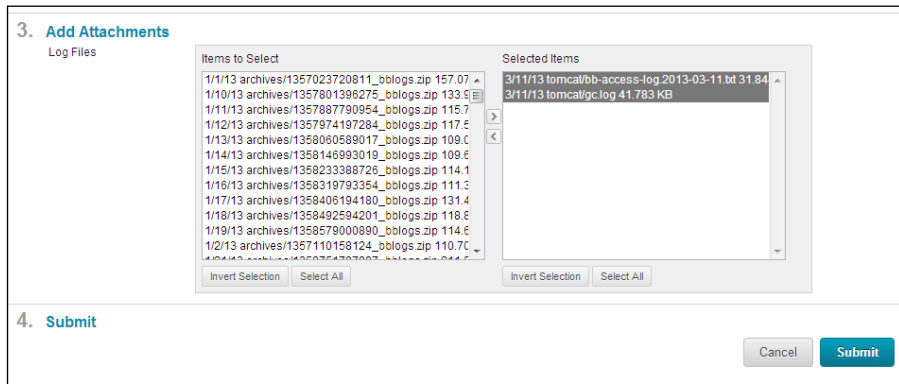 3. Add Attachments
Log Files
Items to Select
1/1/13 archives/1357023720811_bblogs.zip 157.07
1/10/13 archives/1357801396275_bblogs.zip 133.9
1/11/13 archives/1357887790954_bblogs.zip 115.7
1/12/13 archives/1357974197284_bblogs.zip 117.5
1/13/13 archives/1358060589017_bblogs.zip 109.0
1/14/13 archives/1358146993019_bblogs.zip 109.6
1/15/13 archives/1358233388726_bblogs.zip 114.1
1/16/13 archives/1358319793354_bblogs.zip 111.3
1/17/13 archives/1358406194180_bblogs.zip 131.4
1/18/13 archives/1358492594201_bblogs.zip 118.8
1/19/13 archives/1358579000890_bblogs.zip 114.6
1/2/13 archives/1357110158124_bblogs.zip 110.70
Invert Selection Select All
Selected Items
3/11/13 tomcat/bb-access-log.2013-03-11.txt 31.84
3/11/13 tomcat/gc.log 41.783 KB
Invert Selection Select All
4. Submit
Cancel Submit